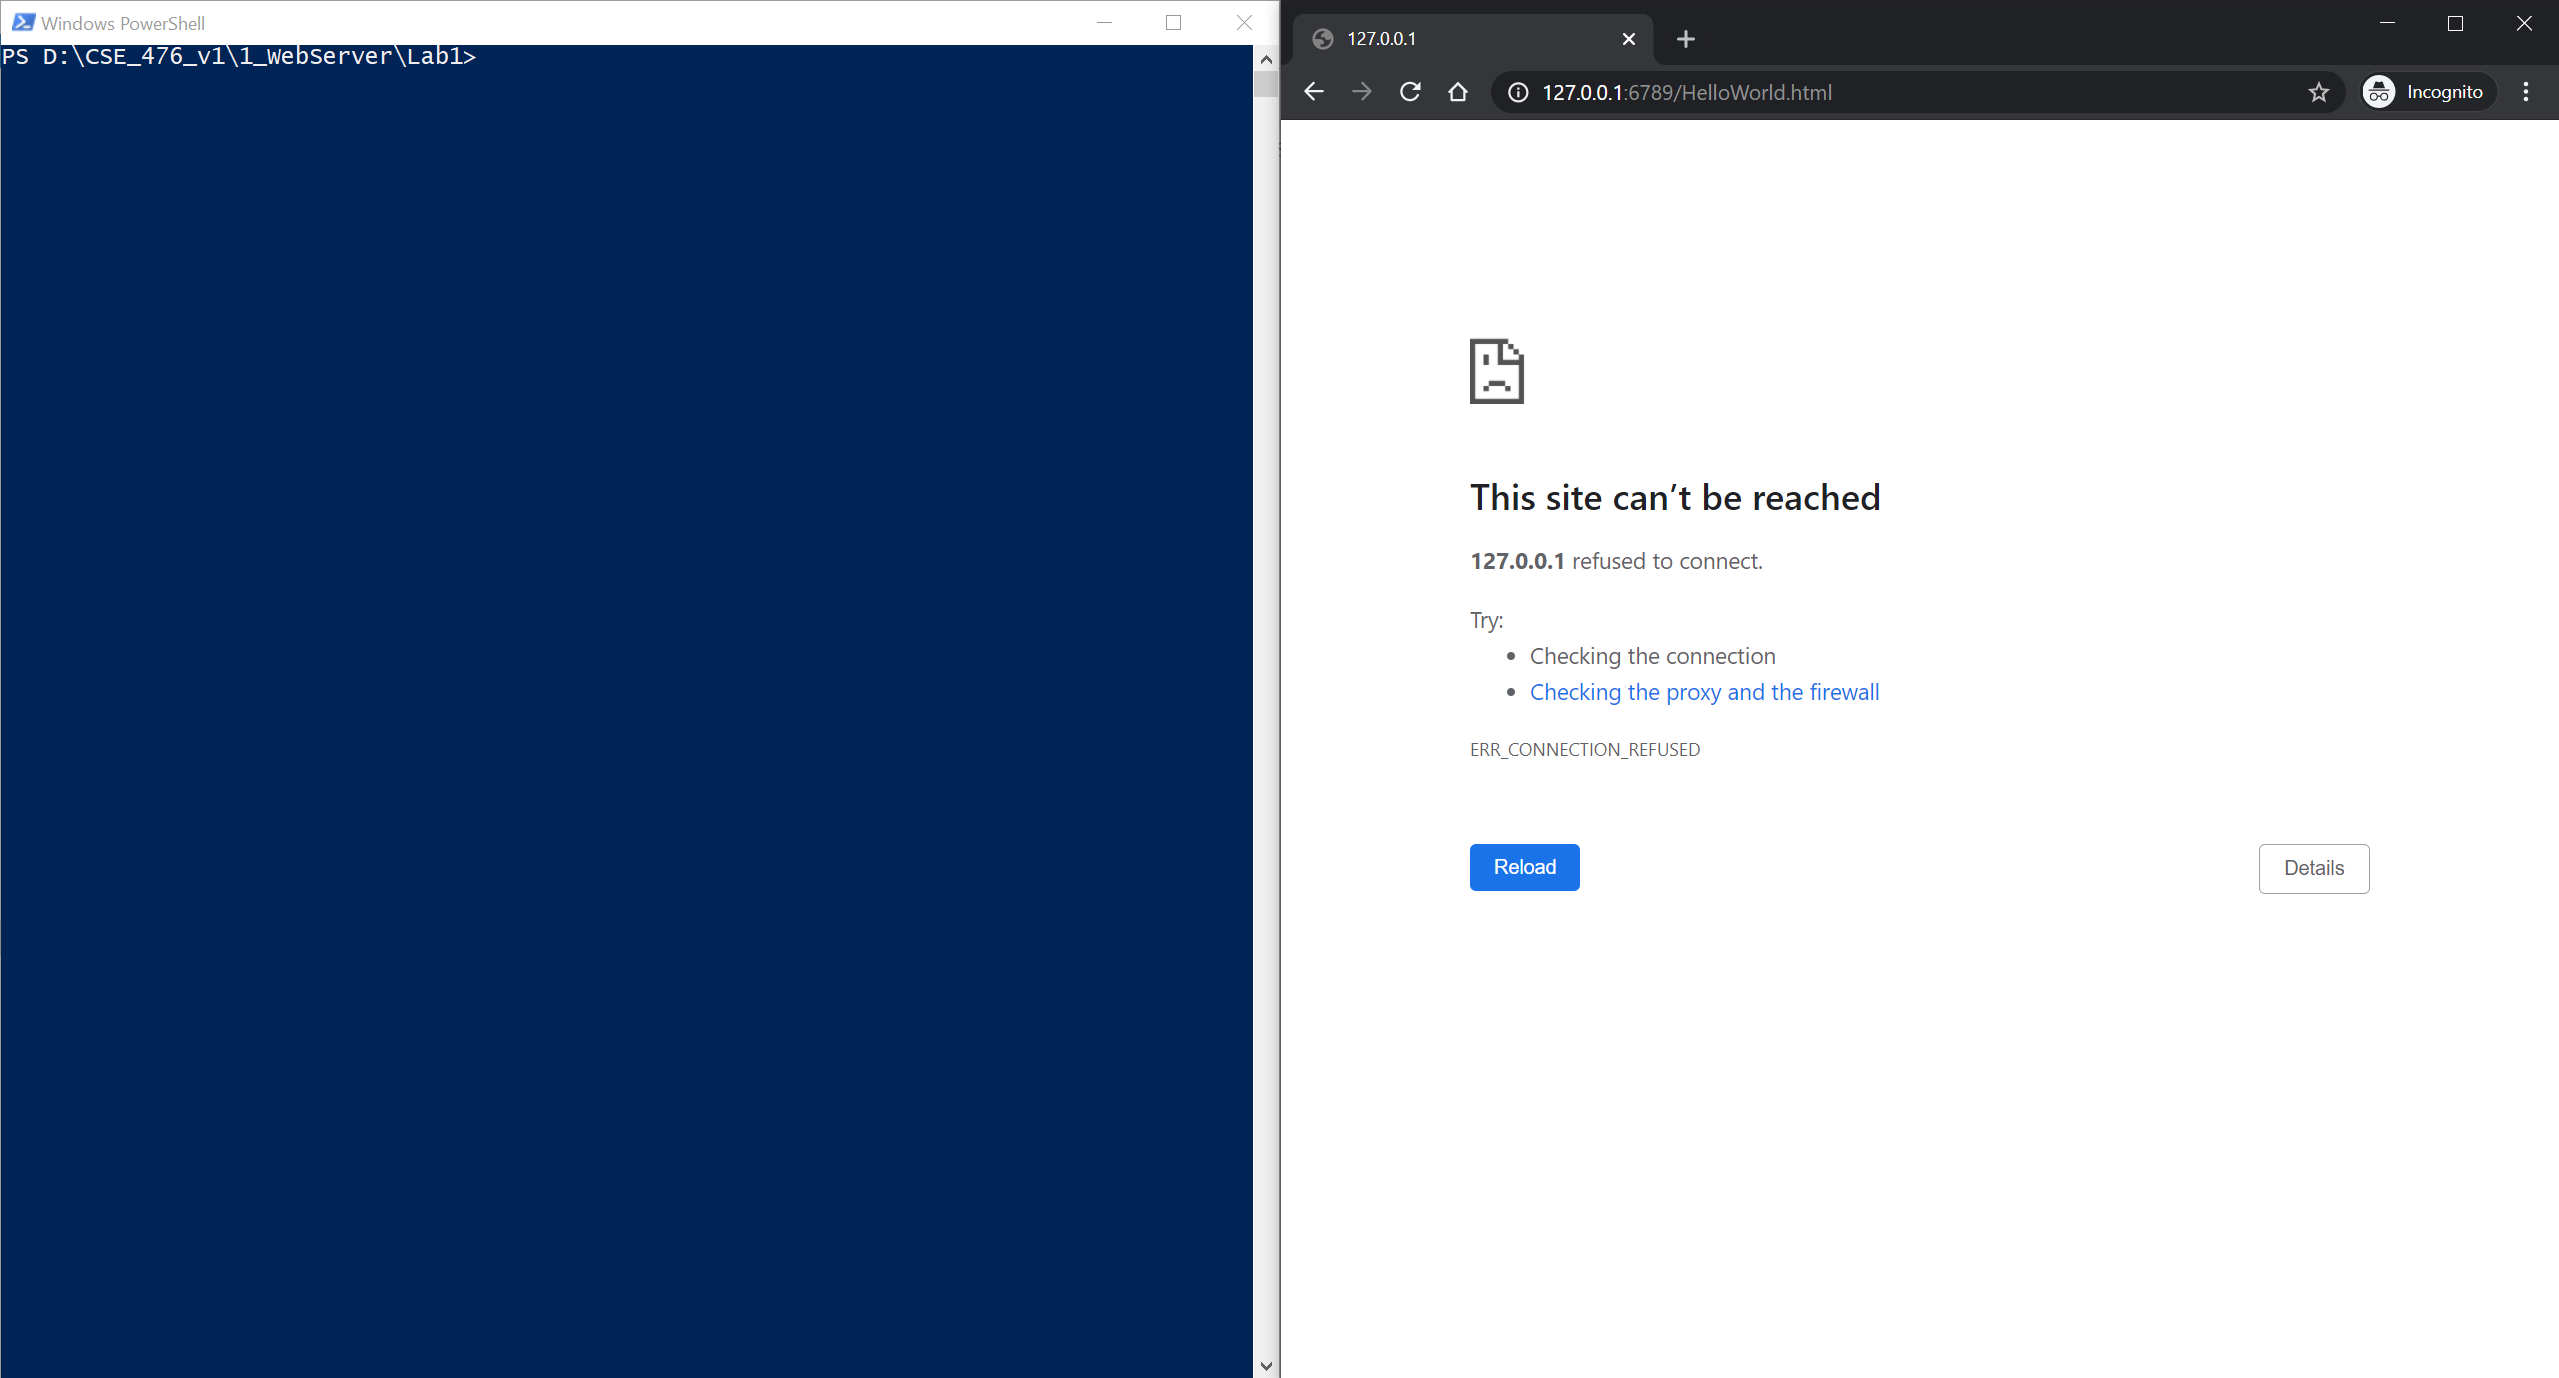 Windows PowerShell
PS D:\CSE_476_v1\1_WebServer\Lab1>
127.0.0.1
127.0.0.1:6789/HelloWorld.html
Incognito
This site can’t be reached
127.0.0.1 refused to connect.
Try:
• Checking the connection
• Checking the proxy and the firewall
ERR_CONNECTION_REFUSED
Reload
Details